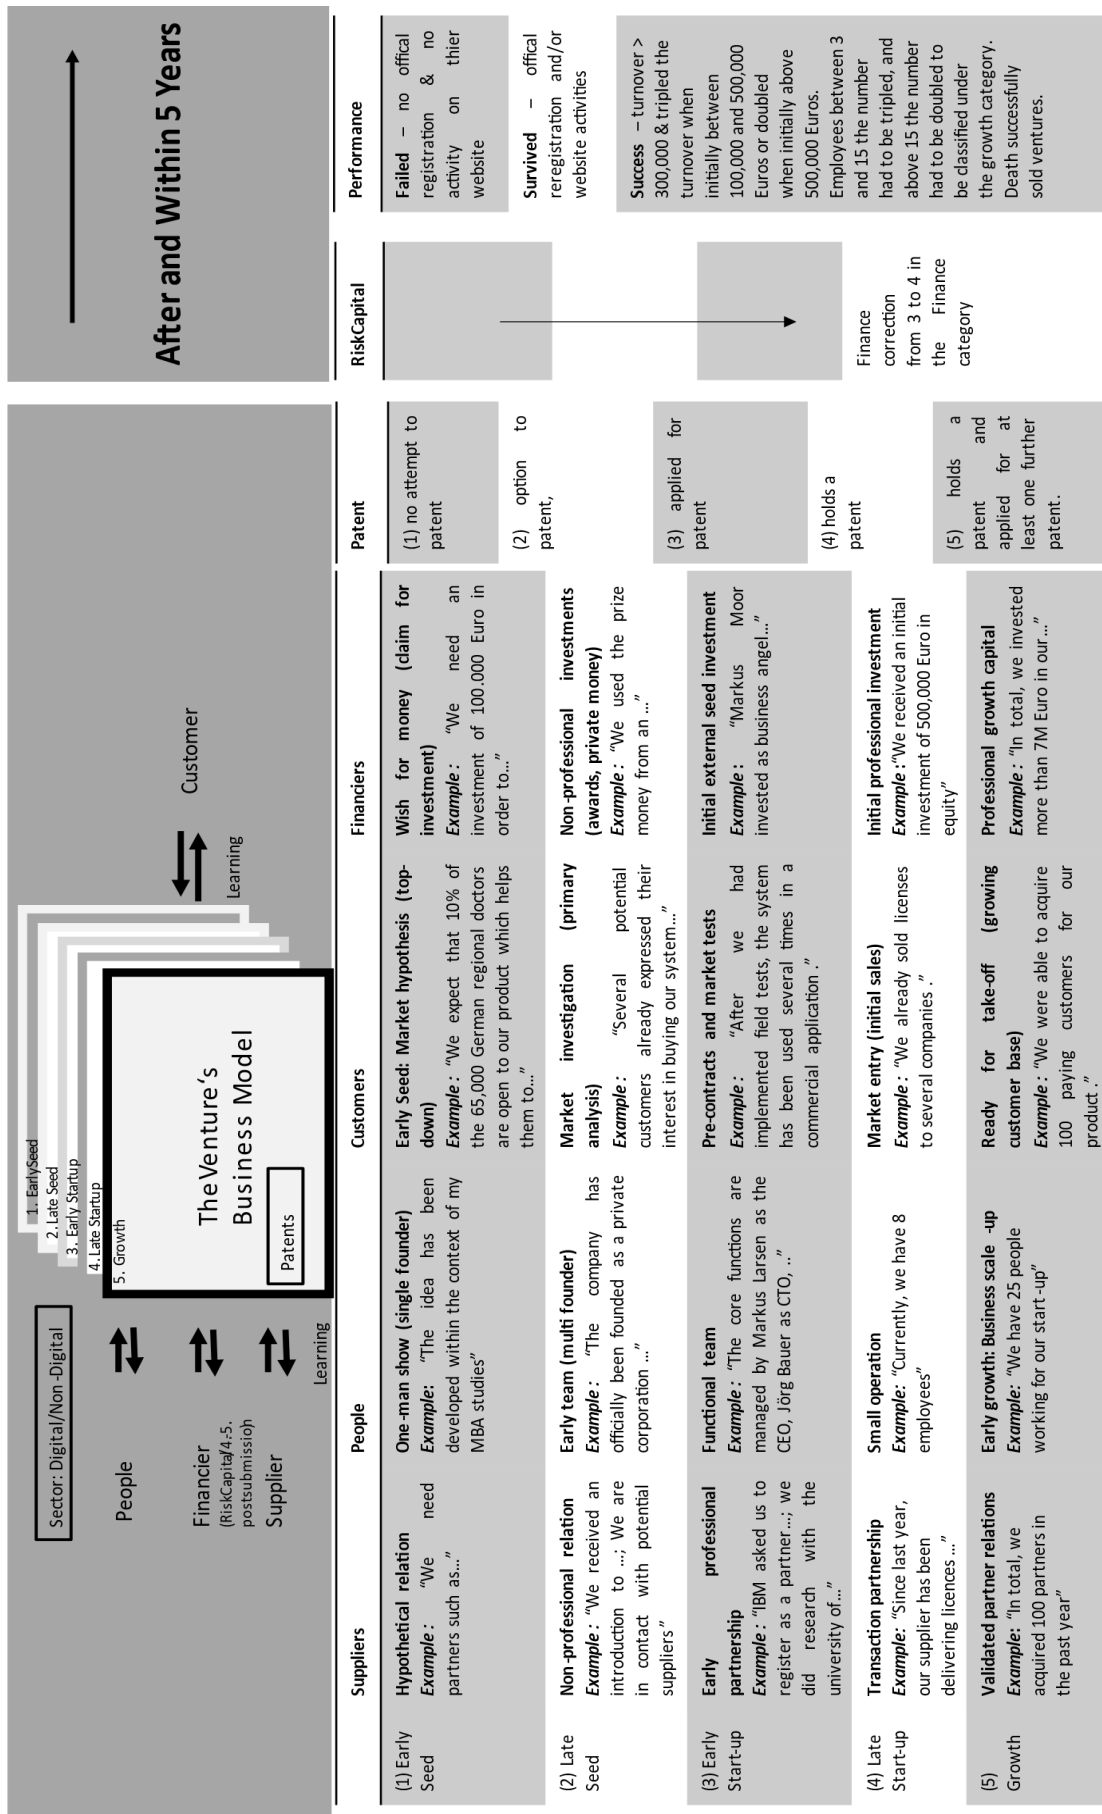 Sector: Digital/Non-Digital
People
Financier
(RiskCapital/4.-5.
postsubmission)
Supplier
Learning
1. EarlySeed
2. Late Seed
3. Early Startup
4. Late Startup
5. Growth
TheVenture's
Business Model
Patents
Customer
Learning
After and Within 5 Years
Suppliers
People
Customers
Financiers
Patent
RiskCapital
Performance
(1) Early
Seed
Hypothetical relation
Example: "We need
partners such as…"
One-man show (single founder)
Example: "The idea has been
developed within the context of my
MBA studies"
Early Seed: Market hypothesis (top-
down)
Example: "We expect that 10% of
the 65,000 German regional doctors
are open to our product which helps
them to…"
Wish for money (claim for
investment)
Example: "We need an
investment of 100.000 Euro in
order to…"
(2) Late
Seed
Non-professional relation
Example: "We received an
introduction to …; We are
in contact with potential
suppliers"
Early team (multi founder)
Example: "The company has
officially been founded as a private
corporation …"
Market investigation (primary
analysis)
Example: "Several potential
customers already expressed their
interest in buying our system…"
Non-professional investments
(awards, private money)
Example: "We used the prize
money from an …"
(3) Early
Start-up
Early professional
partnership
Example: "IBM asked us to
register as a partner…; we
did research with the
university of…"
Functional team
Example: "The core functions are
managed by Markus Larsen as the
CEO, Jörg Bauer as CTO, .."
Pre-contracts and market tests
Example: "After we had
implemented field tests, the system
has been used several times in a
commercial application ."
Initial external seed investment
Example: "Markus Moor
invested as business angel…"
(4) Late
Start-up
Transaction partnership
Example: "Since last year,
our supplier has been
delivering licences …"
Small operation
Example: "Currently, we have 8
employees"
Market entry (initial sales)
Example: "We already sold licenses
to several companies ."
Initial professional investment
Example:"We received an initial
investment of 500,000 Euro in
equity"
(5)
Growth
Validated partner relations
Example: "In total, we
acquired 100 partners in
the past year"
Early growth: Business scale -up
Example: "We have 25 people
working for our start-up"
Ready for take-off (growing
customer base)
Example: "We were able to acquire
100 paying customers for our
product ."
Professional growth capital
Example: "In total, we invested
more than 7M Euro in our…"
(1) no attempt to
patent
(2) option to
patent,
(3) applied for
patent
(4) holds a
patent
(5) holds a
patent and
applied for at
least one further
patent.
Finance
correction
from 3 to 4 in
the Finance
category
Failed – no offical
registration & no
activity on thier
website
Survived – offical
reregistration and/or
website activities
Success – turnover >
300,000 & tripled the
turnover when
initially between
100,000 and 500,000
Euros or doubled
when initially above
500,000 Euros.
Employees between 3
and 15 the number
had to be tripled, and
above 15 the number
had to be doubled to
be classified under
the growth category.
Death successfully
sold ventures.